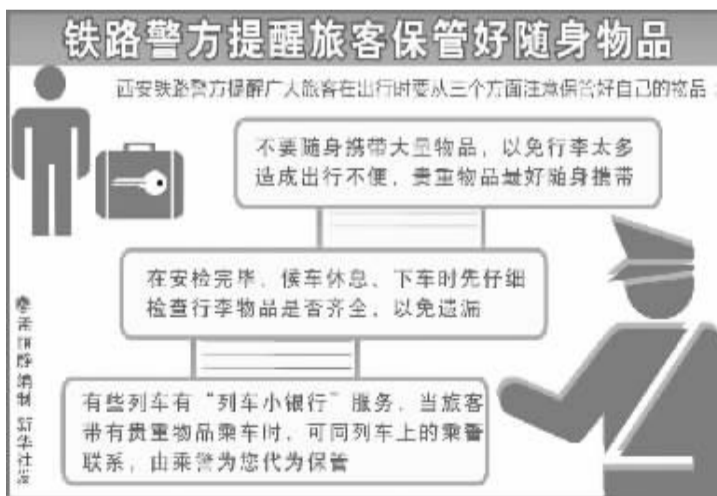 铁路警方提醒旅客保管好随身物品
西安铁路警方提醒广大旅客在出行时要从三个方面注意保管好自己的物品：
不要随身携带大量物品，以免行李太多
造成出行不便，贵重物品最好随身携带
在安检完毕、候车休息、下车时先仔细
检查行李物品是否齐全，以免遗漏
有些列车有“列车小银行”服务，当旅客
带有贵重物品乘车时，可同列车上的乘警
联系，由乘警为您代为保管
编制 新华社发